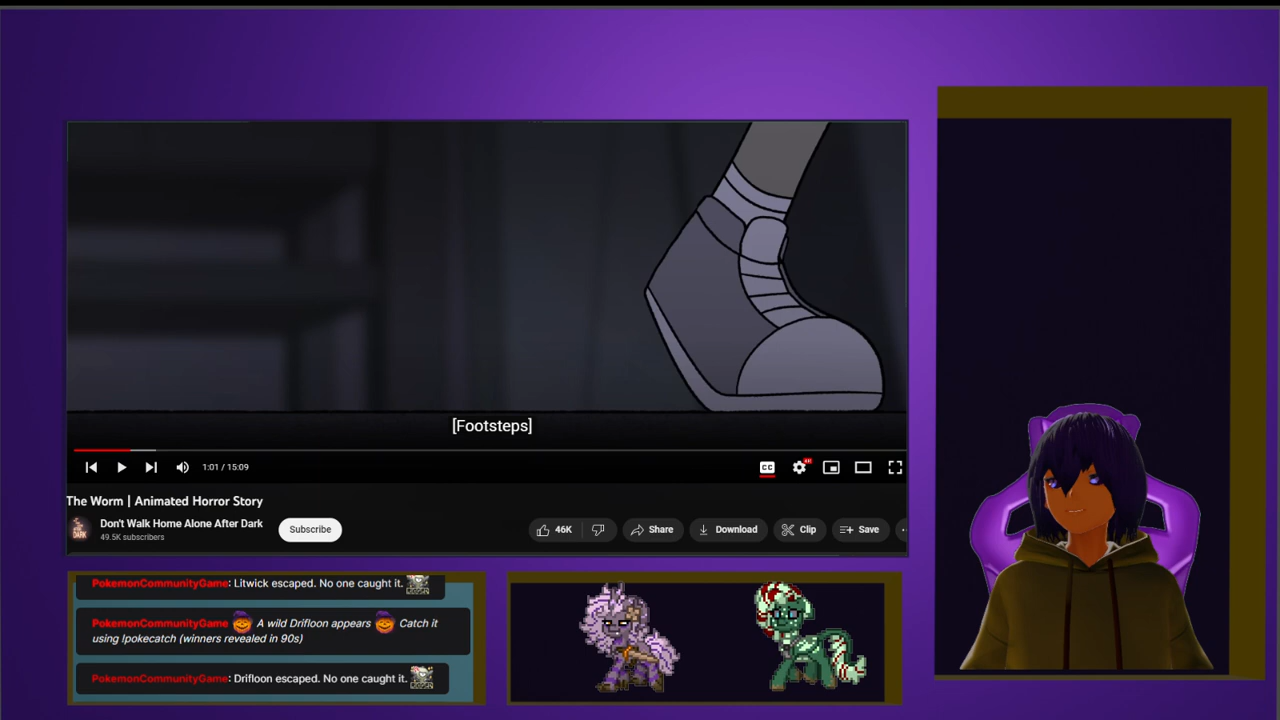 [Footsteps]
1:01 / 15:09
CC
HD
The Worm | Animated Horror Story
Don't Walk Home Alone After Dark
49.5K subscribers
Subscribe
46K
Share
Download
Clip
Save
PokemonCommunityGame: Litwick escaped. No one caught it.
PokemonCommunityGame: A wild Drifloon appears Catch it
using !pokecatch (winners revealed in 90s)
PokemonCommunityGame: Drifloon escaped. No one caught it.